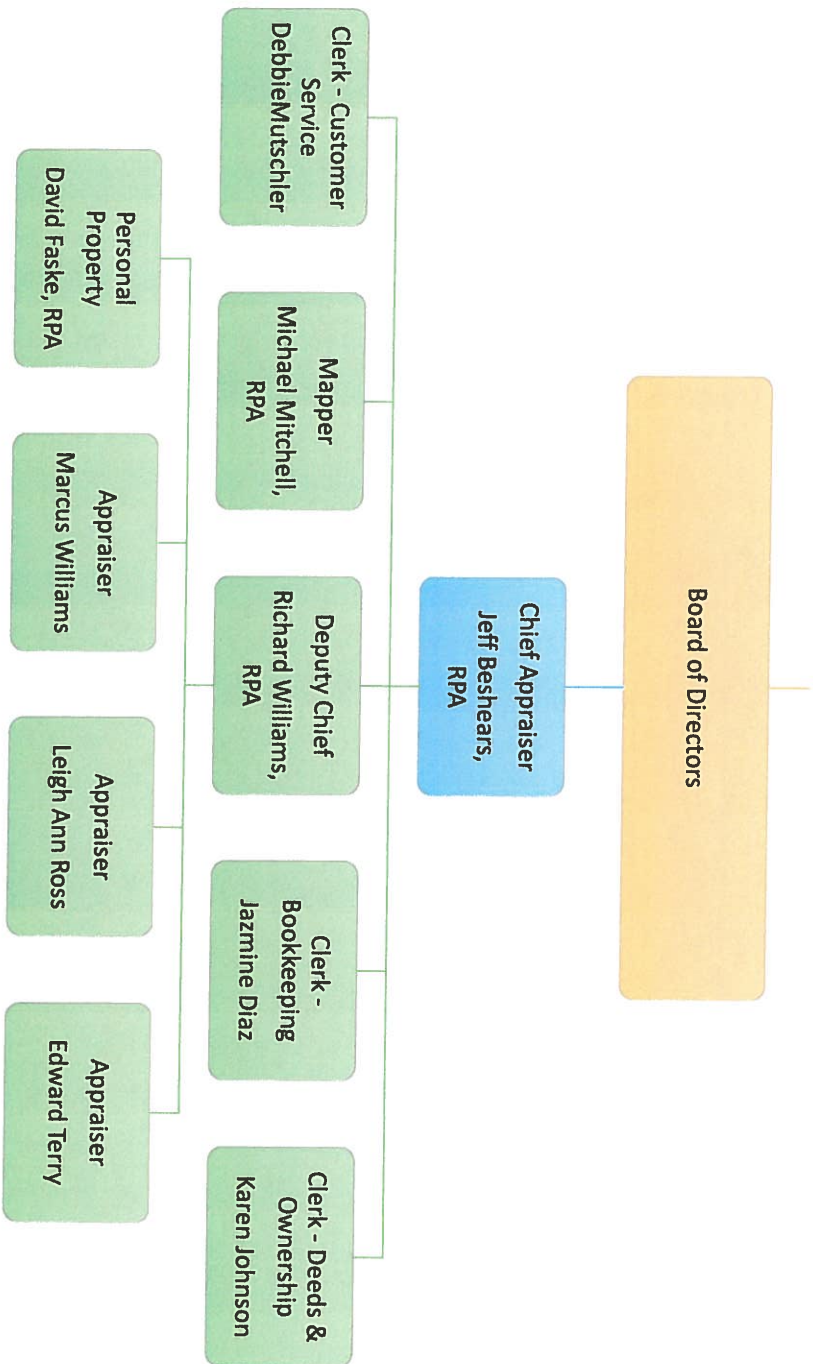 Board of Directors
Chief Appraiser
Jeff Beshears,
RPA
Clerk - Customer
Service
DebbieMutschler
Mapper
Michael Mitchell,
RPA
Deputy Chief
Richard Williams,
RPA
Clerk -
Bookkeeping
Jazmine Diaz
Clerk - Deeds &
Ownership
Karen Johnson
Personal
Property
David Faske, RPA
Appraiser
Marcus Williams
Appraiser
Leigh Ann Ross
Appraiser
Edward Terry